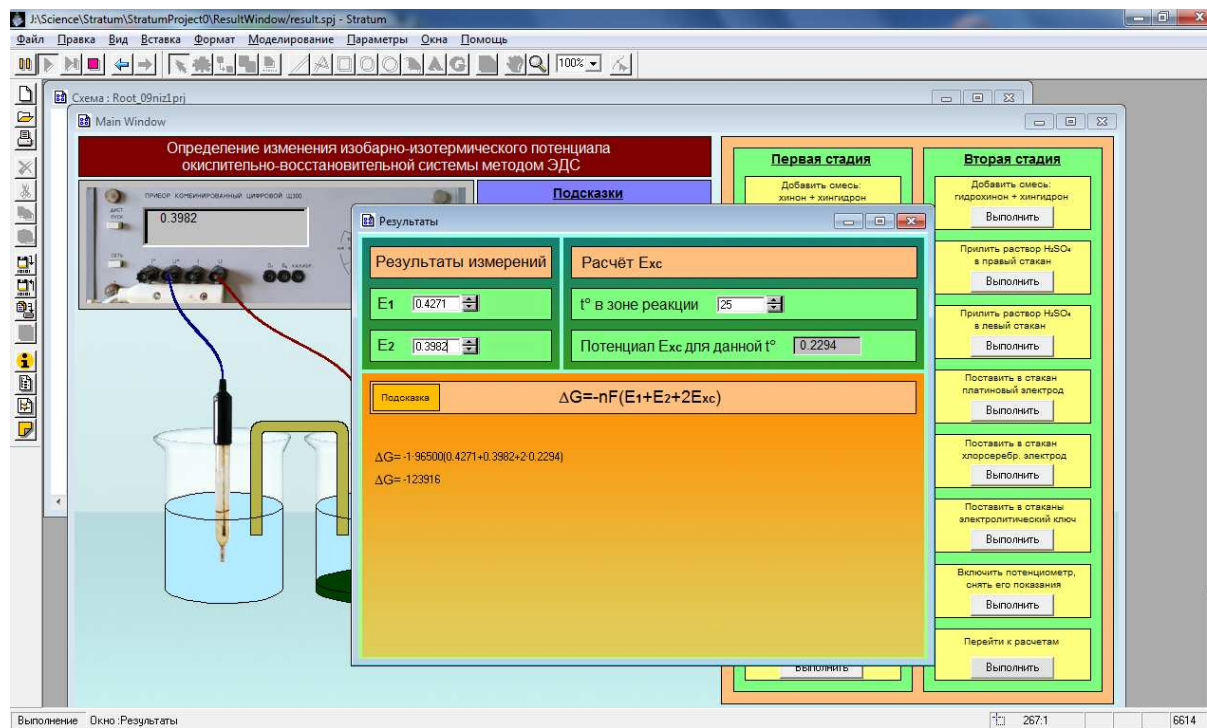 J:\Science\Stratum\StratumProject0\ResultWindow/result.spj - Stratum
Файл Правка Вид Вставка Формат Моделирование Параметры Окна Помощь
100%
Схема : Root_09niz1prj
Main Window
Определение изменения изобарно-изотермического потенциала
окислительно-восстановительной системы методом ЭДС
ПРИБОР КОМБИНИРОВАННЫЙ ЦИФРОВОЙ Щ300
0.3982
ПУСК
СЕТЬ
Подсказки
Первая стадия
Добавить смесь:
хинон + хингидрон
Выполнить
Вторая стадия
Добавить смесь:
гидрохинон + хингидрон
Выполнить
Прилить раствор H₂SO₄
в правый стакан
Выполнить
Прилить раствор H₂SO₄
в левый стакан
Выполнить
Поставить в стакан
платиновый электрод
Выполнить
Поставить в стакан
хлорсеребр. электрод
Выполнить
Поставить в стаканы
электролитический ключ
Выполнить
Включить потенциометр,
снять его показания
Выполнить
Перейти к расчетам
Выполнить
Результаты
Результаты измерений
E1 0.4271
E2 0.3982
Расчёт Eхс
t° в зоне реакции 25
Потенциал Eхс для данной t° 0.2294
Подсказка
ΔG=-nF(E1+E2+2Eхс)
ΔG= -1·96500(0.4271+0.3982+2·0.2294)
ΔG= -123916
Выполнение Окно :Результаты
267:1
6614